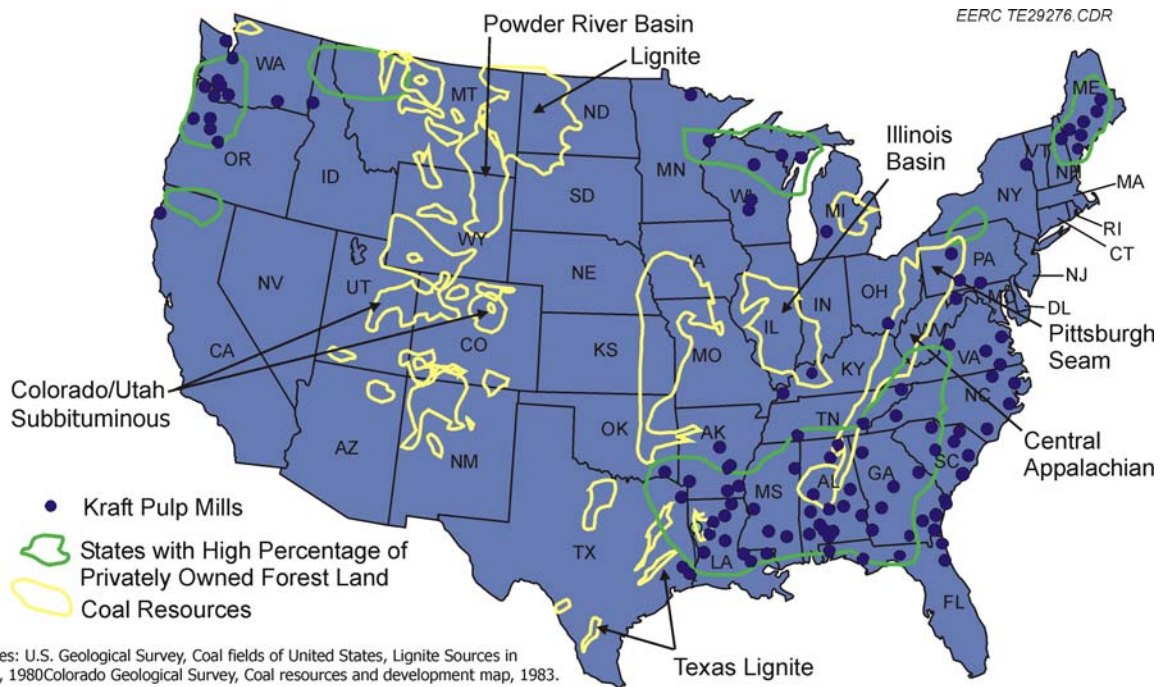 EERC TE29276.CDR
Powder River Basin
Lignite
Illinois
Basin
WA
MT
ND
MN
ME
VT
NH
MA
RI
CT
NY
NJ
DL
MD
PA
OR
ID
SD
WI
MI
WY
NE
IA
IL
IN
OH
WV
VA
NV
UT
CO
KS
MO
KY
CA
Pittsburgh
Seam
Colorado/Utah
Subbituminous
NC
TN
OK
AK
AZ
NM
MS
AL
GA
SC
Central
Appalachian
TX
LA
FL
Kraft Pulp Mills
States with High Percentage of
Privately Owned Forest Land
Coal Resources
Texas Lignite
es: U.S. Geological Survey, Coal fields of United States, Lignite Sources in
, 1980Colorado Geological Survey, Coal resources and development map, 1983.